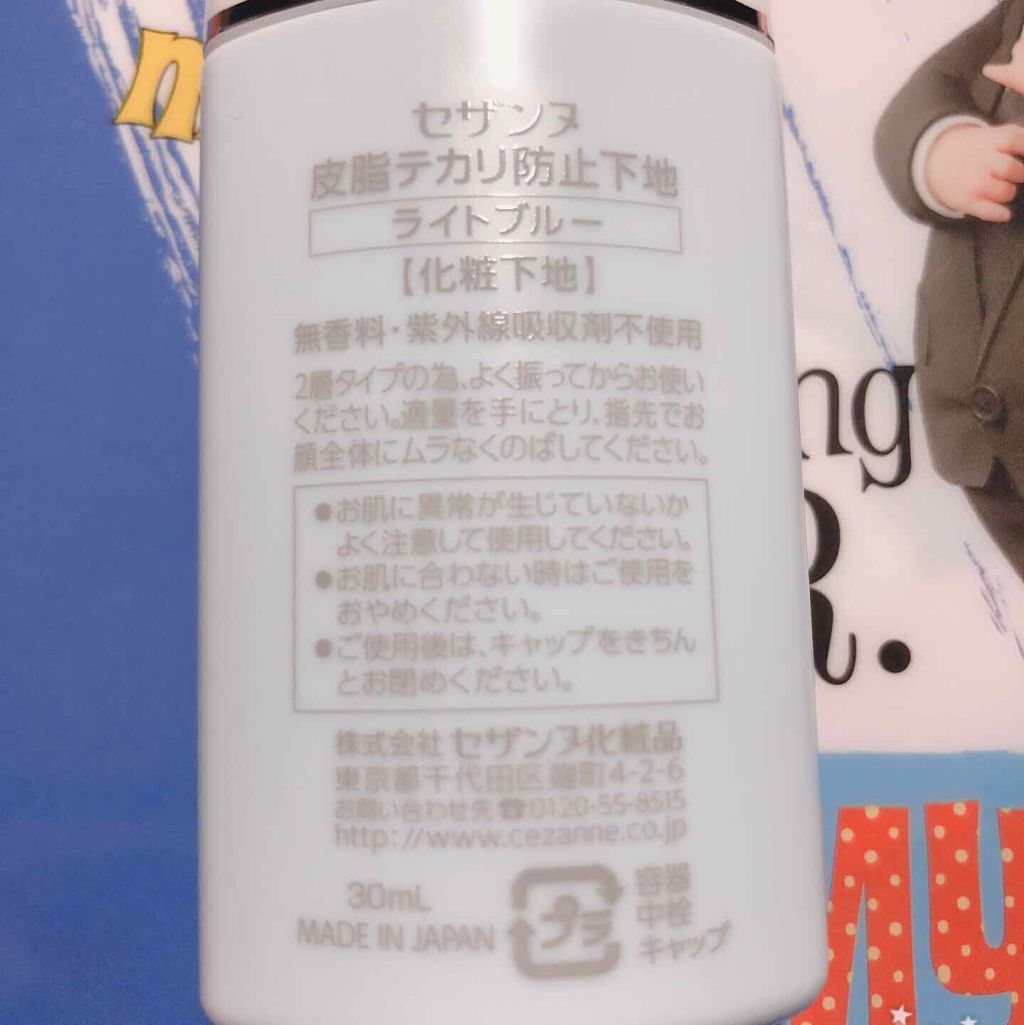 セザンヌ
皮脂テカリ防止下地
ライトブルー
【化粧下地】
無香料・紫外線吸収剤不使用
2層タイプの為、よく振ってからお使い
ください。適量を手にとり、指先でお
顔全体にムラなくのばしてください。
●お肌に異常が生じていないか
よく注意して使用してください。
●お肌に合わない時はご使用を
おやめください。
●ご使用後は、キャップをきちん
とお閉めください。
株式会社 セザンヌ化粧品
東京都千代田区麹町4-2-6
お問い合わせ先☎0120-55-8515
http://www.cezanne.co.jp
30mL
MADE IN JAPAN
プラ
容器
中栓
キャップ
n
ng
R.
My